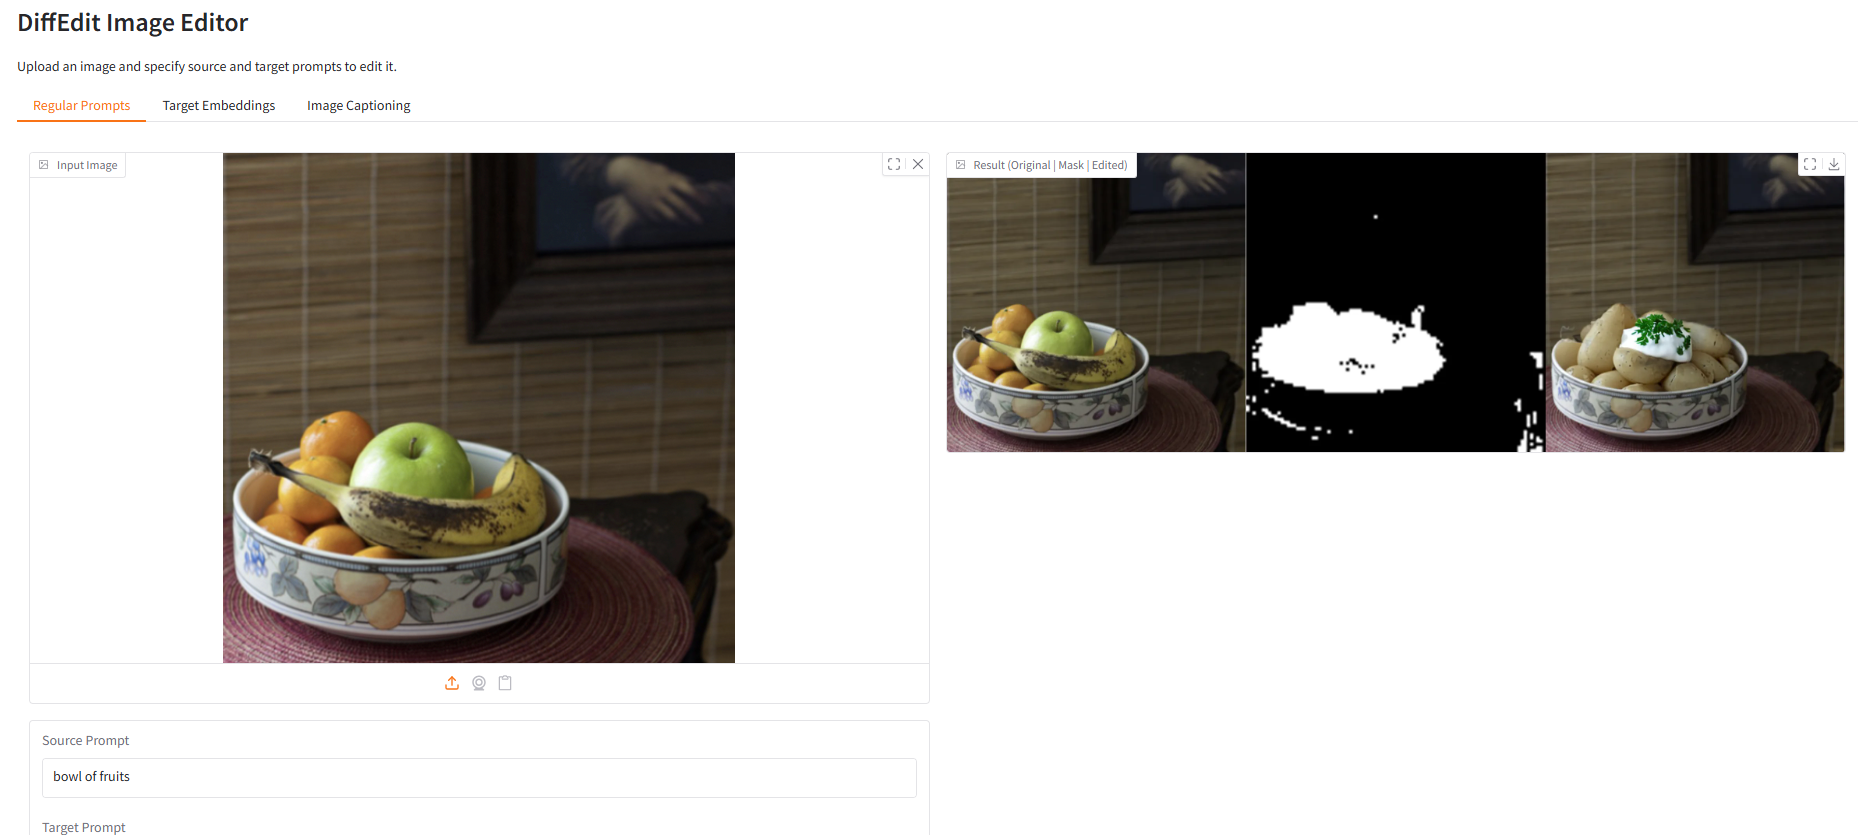 DiffEdit Image Editor
Upload an image and specify source and target prompts to edit it.
Regular Prompts Target Embeddings Image Captioning
Input Image
Result (Original | Mask | Edited)
Source Prompt
bowl of fruits
Target Prompt